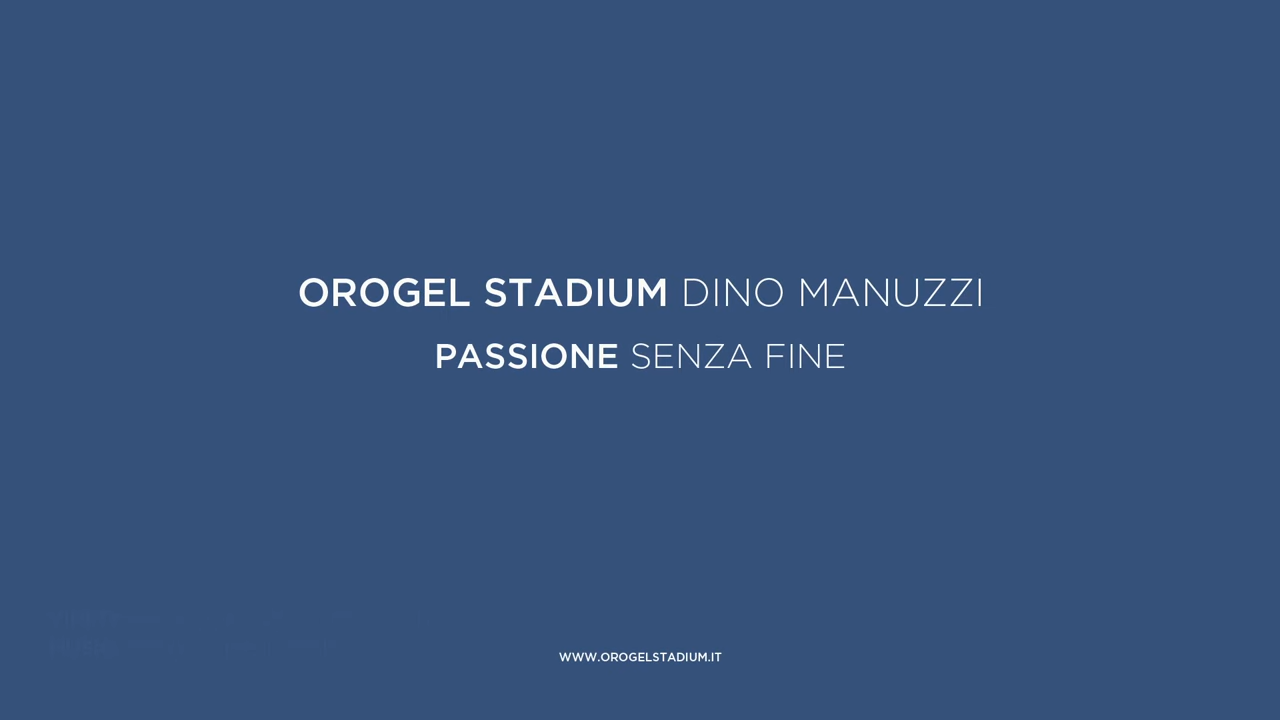 OROGEL STADIUM DINO MANUZZI
PASSIONE SENZA FINE
WWW.OROGELSTADIUM.IT